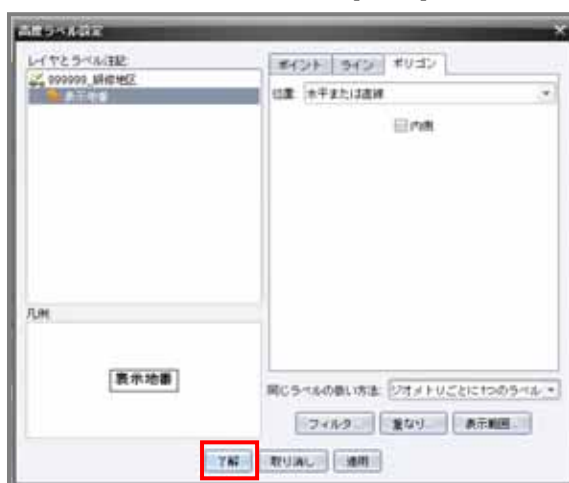 高度ラベル設定
レイヤとラベル注記:
999999_研修地区
表示地番
ポイント ライン ポリゴン
位置: 水平または直線
内側
凡例
表示地番
同じラベルの扱い方法: ジオメトリごとに1つのラベル
フィルタ... 重なり... 表示範囲...
了解 取り消し 適用